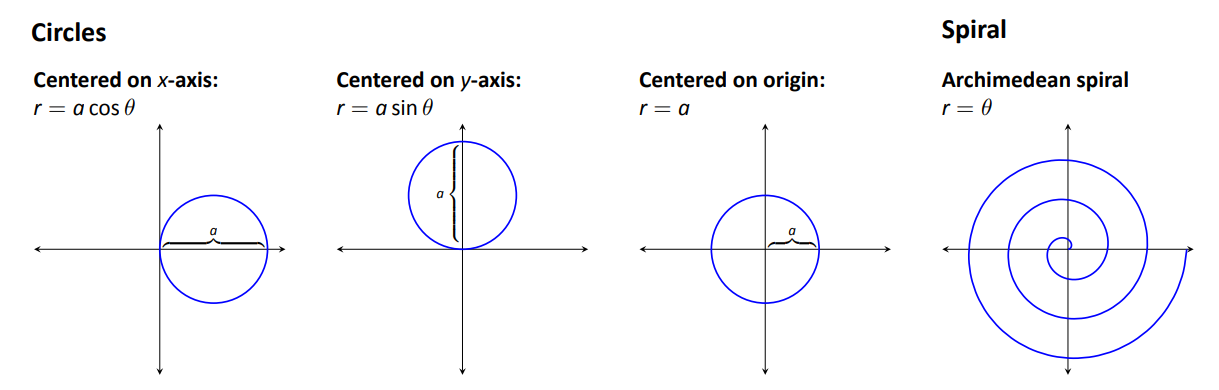 Circles
Spiral
Centered on x-axis:
r = a cos θ
a
Centered on y-axis:
r = a sin θ
a
Centered on origin:
r = a
a
Archimedean spiral
r = θ